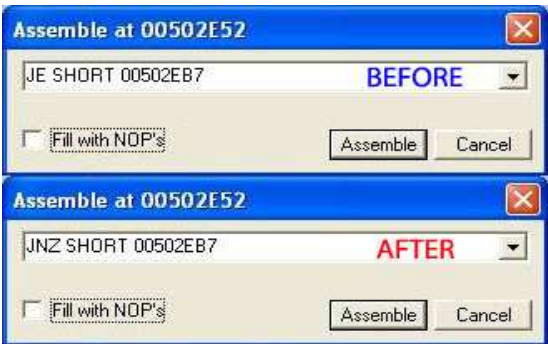 Assemble at 00502E52
JE SHORT 00502EB7 BEFORE
Fill with NOP's Assemble Cancel
Assemble at 00502E52
JNZ SHORT 00502EB7 AFTER
Fill with NOP's Assemble Cancel